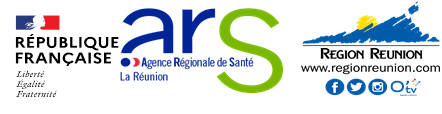 RÉPUBLIQUE
FRANÇAISE
Liberté
Égalité
Fraternité
ars
Agence Régionale de Santé
La Réunion
REGION REUNION
www.regionreunion.com